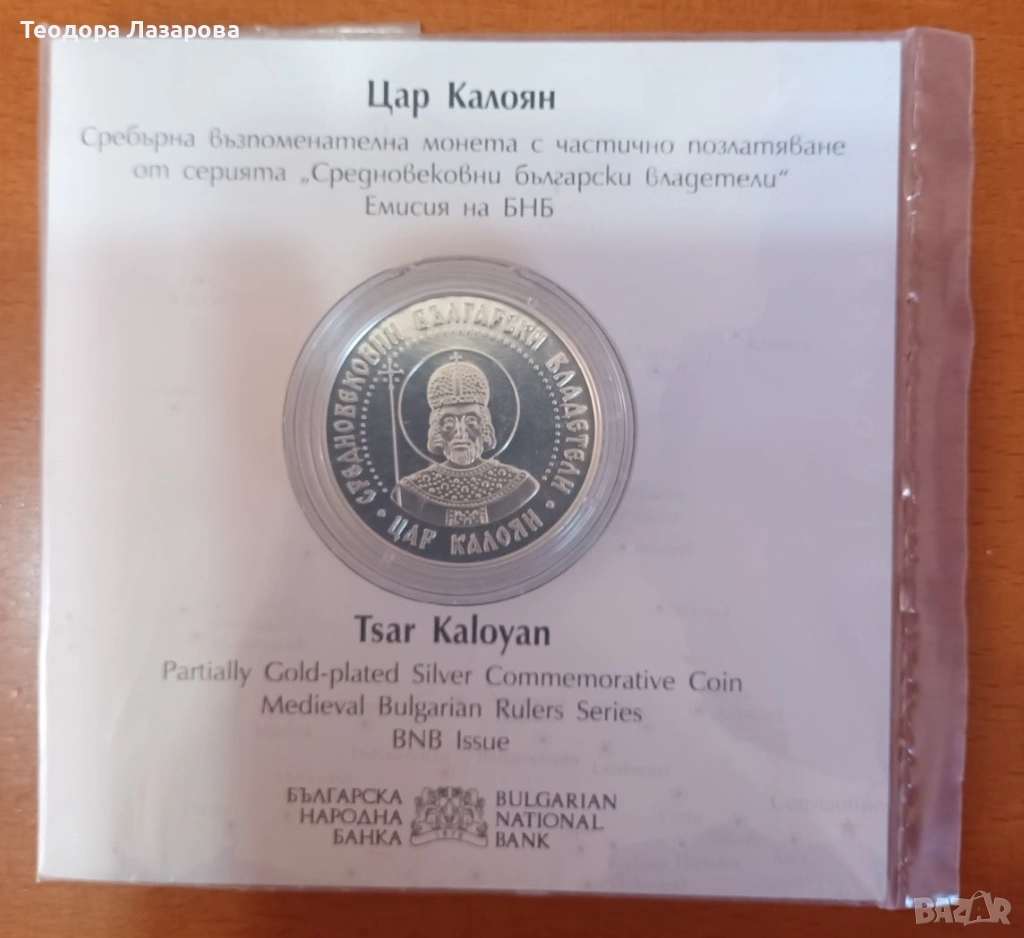 Теодора Лазарова
Цар Калоян
Сребърна възпоменателна монета с частично позлатяване
от серията „Средновековни български владетели“
Емисия на БНБ
СРЕДНОВЕКОВНИ БЪЛГАРСКИ ВЛАДЕТЕЛИ
• ЦАР КАЛОЯН •
Tsar Kaloyan
Partially Gold-plated Silver Commemorative Coin
Medieval Bulgarian Rulers Series
BNB Issue
БЪЛГАРСКА
НАРОДНА
БАНКА
BULGARIAN
NATIONAL
BANK
BAZAR